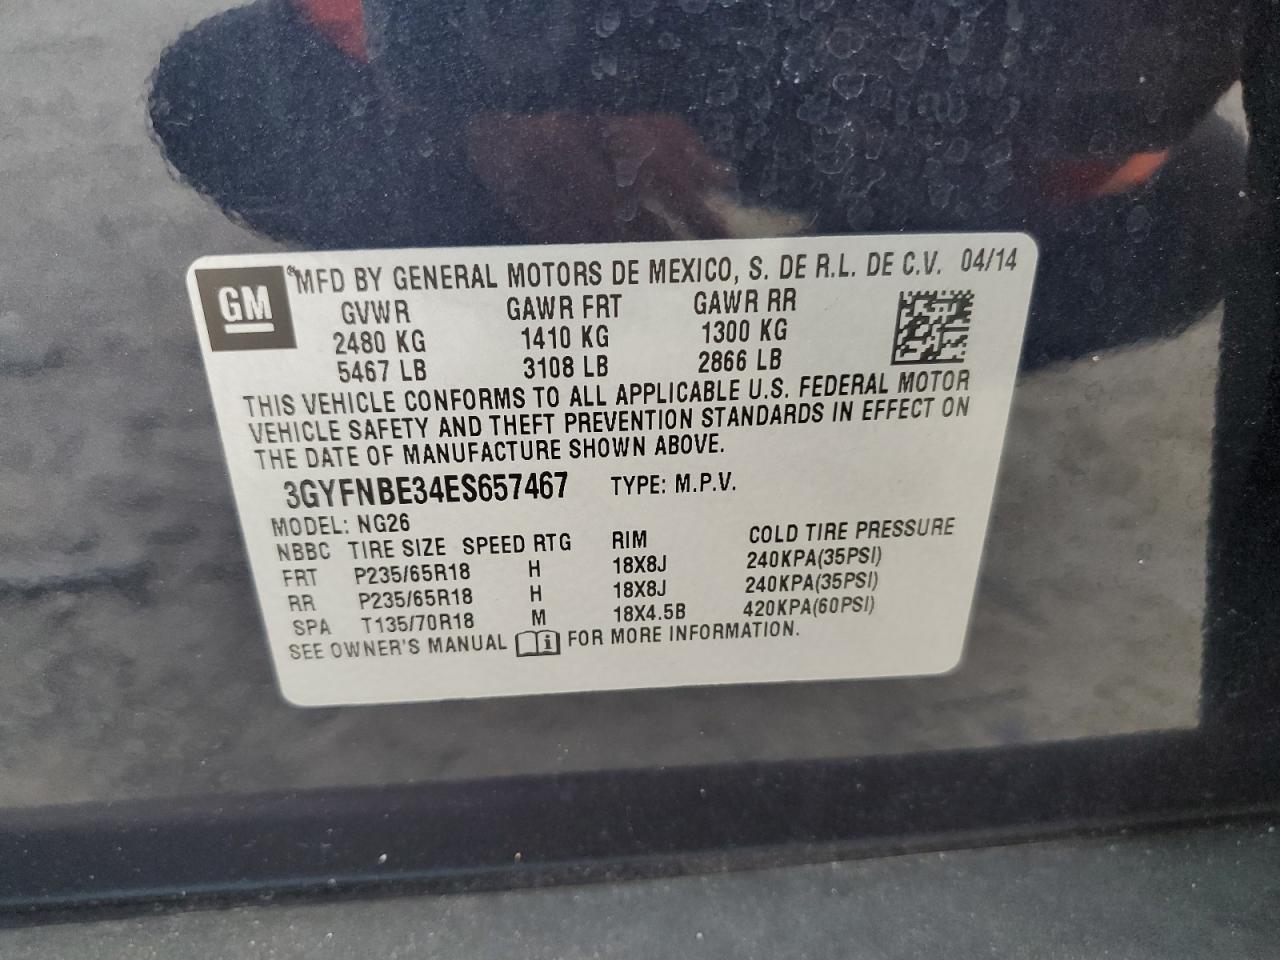 GM
®MFD BY GENERAL MOTORS DE MEXICO, S. DE R.L. DE C.V. 04/14
GVWR GAWR FRT GAWR RR
2480 KG 1410 KG 1300 KG
5467 LB 3108 LB 2866 LB
THIS VEHICLE CONFORMS TO ALL APPLICABLE U.S. FEDERAL MOTOR
VEHICLE SAFETY AND THEFT PREVENTION STANDARDS IN EFFECT ON
THE DATE OF MANUFACTURE SHOWN ABOVE.
3GYFNBE34ES657467 TYPE: M.P.V.
MODEL: NG26
NBBC TIRE SIZE SPEED RTG RIM COLD TIRE PRESSURE
FRT P235/65R18 H 18X8J 240KPA(35PSI)
RR P235/65R18 H 18X8J 240KPA(35PSI)
SPA T135/70R18 M 18X4.5B 420KPA(60PSI)
SEE OWNER'S MANUAL i FOR MORE INFORMATION.